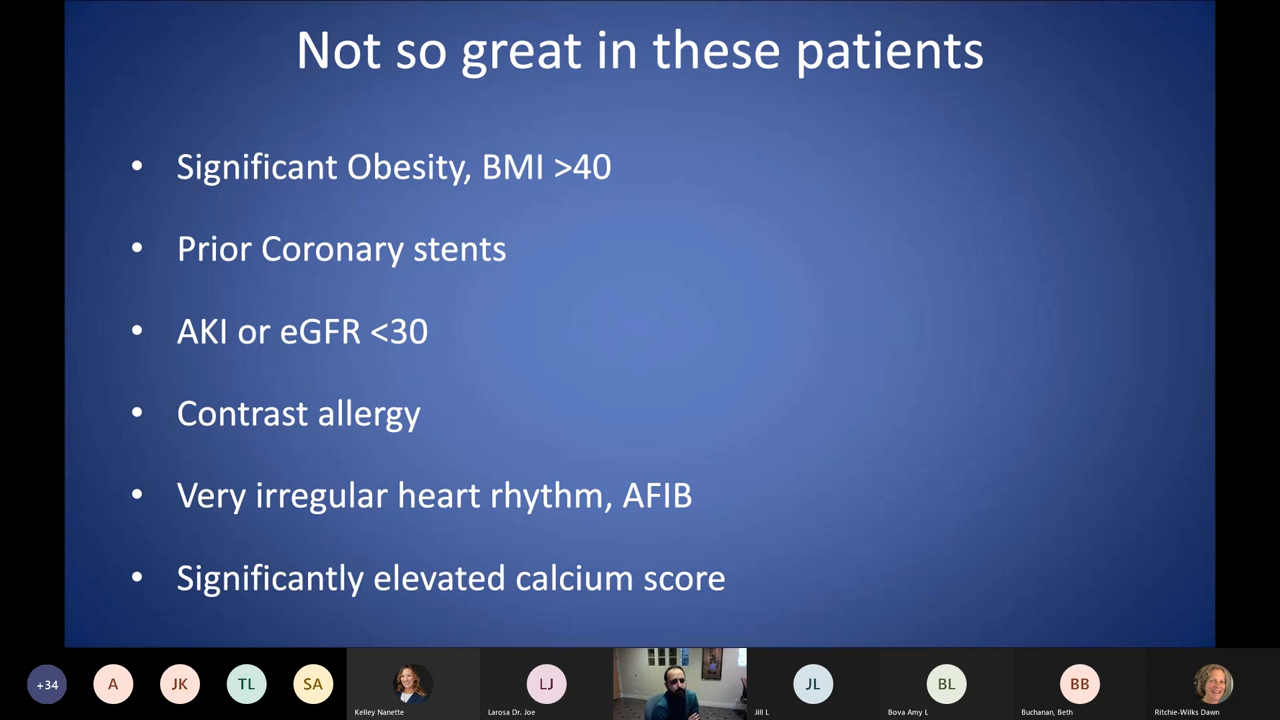 Not so great in these patients
• Significant Obesity, BMI >40
• Prior Coronary stents
• AKI or eGFR <30
• Contrast allergy
• Very irregular heart rhythm, AFIB
• Significantly elevated calcium score
+34
A
JK
TL
SA
Kelley Nanette
LJ
Larosa Dr. Joe
JL
Jill L
BL
Bova Amy L
BB
Buchanan, Beth
Ritchie-Wilks Dawn